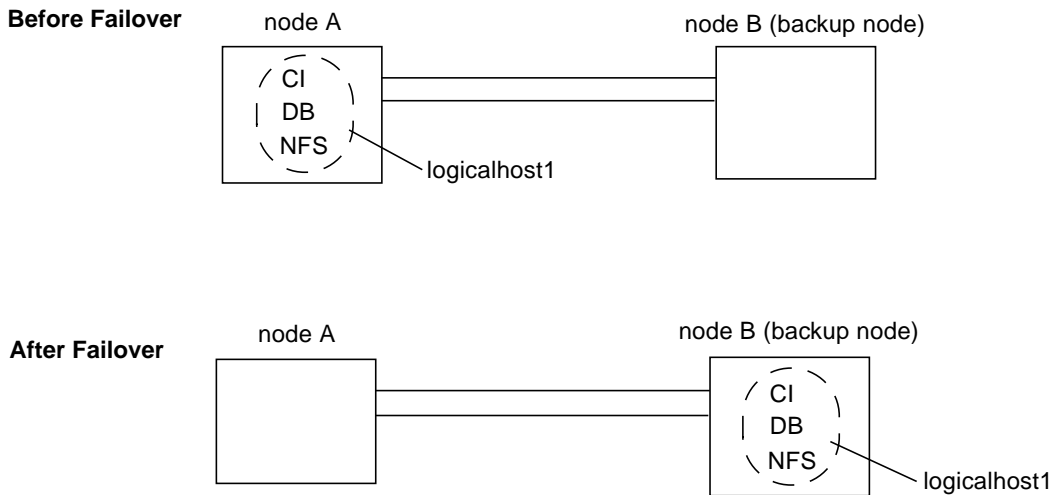 Before Failover
node A
node B (backup node)
CI
DB
NFS
logicalhost1
After Failover
node A
node B (backup node)
CI
DB
NFS
logicalhost1